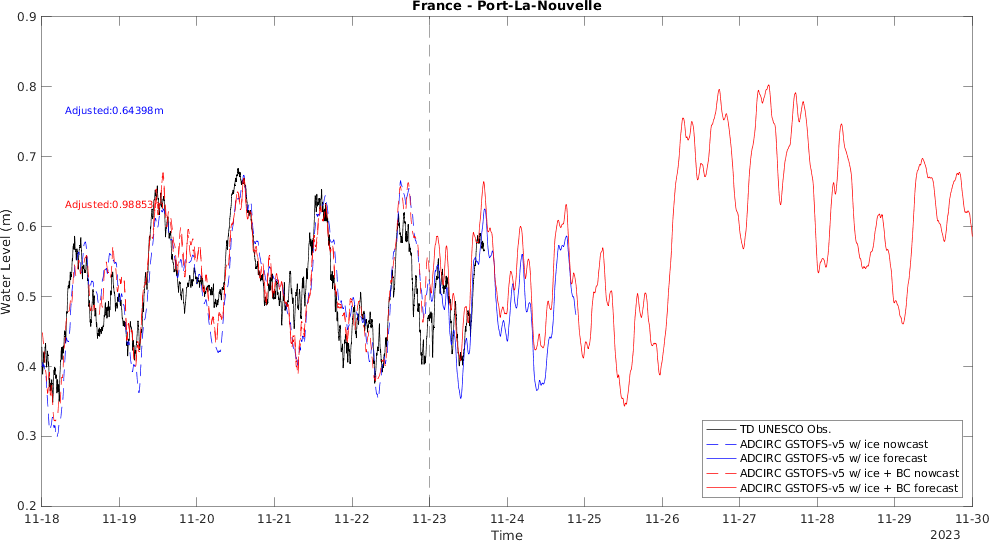 France - Port-La-Nouvelle
0.9
0.8
0.7
0.6
0.5
0.4
0.3
0.2
Water Level (m)
Adjusted:0.64398m
Adjusted:0.98853
TD UNESCO Obs.
ADCIRC GSTOFS-v5 w/ ice nowcast
ADCIRC GSTOFS-v5 w/ ice forecast
ADCIRC GSTOFS-v5 w/ ice + BC nowcast
ADCIRC GSTOFS-v5 w/ ice + BC forecast
11-18 11-19 11-20 11-21 11-22 11-23 11-24 11-25 11-26 11-27 11-28 11-29 11-30
Time
2023